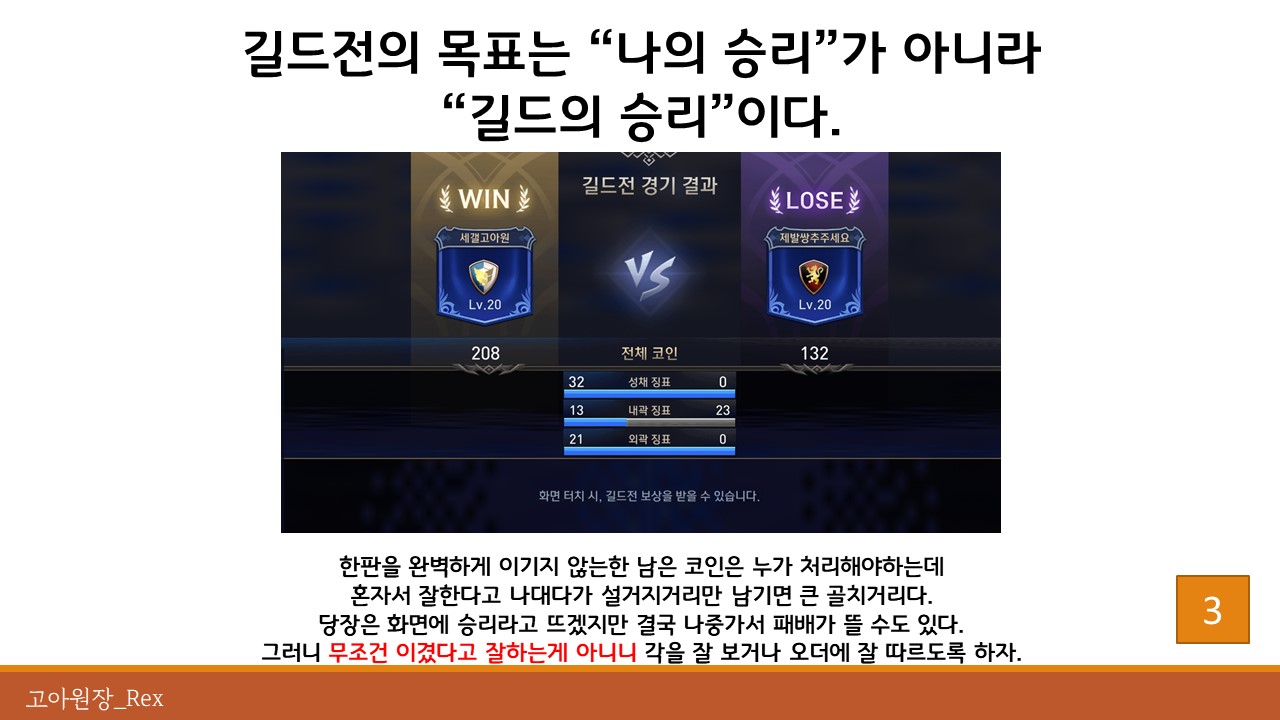 길드전의 목표는 “나의 승리”가 아니라
“길드의 승리”이다.
WIN
길드전 경기 결과
LOSE
세갤고아원
제발쌍추주세요
VS
Lv.20
Lv.20
208 전체 코인 132
32 성채 징표 0
13 내곽 징표 23
21 외곽 징표 0
화면 터치 시, 길드전 보상을 받을 수 있습니다.
한판을 완벽하게 이기지 않는한 남은 코인은 누가 처리해야하는데
혼자서 잘한다고 나대다가 설거지거리만 남기면 큰 골치거리다.
당장은 화면에 승리라고 뜨겠지만 결국 나중가서 패배가 뜰 수도 있다.
그러니 무조건 이겼다고 잘하는게 아니니 각을 잘 보거나 오더에 잘 따르도록 하자.
3
고아원장_Rex